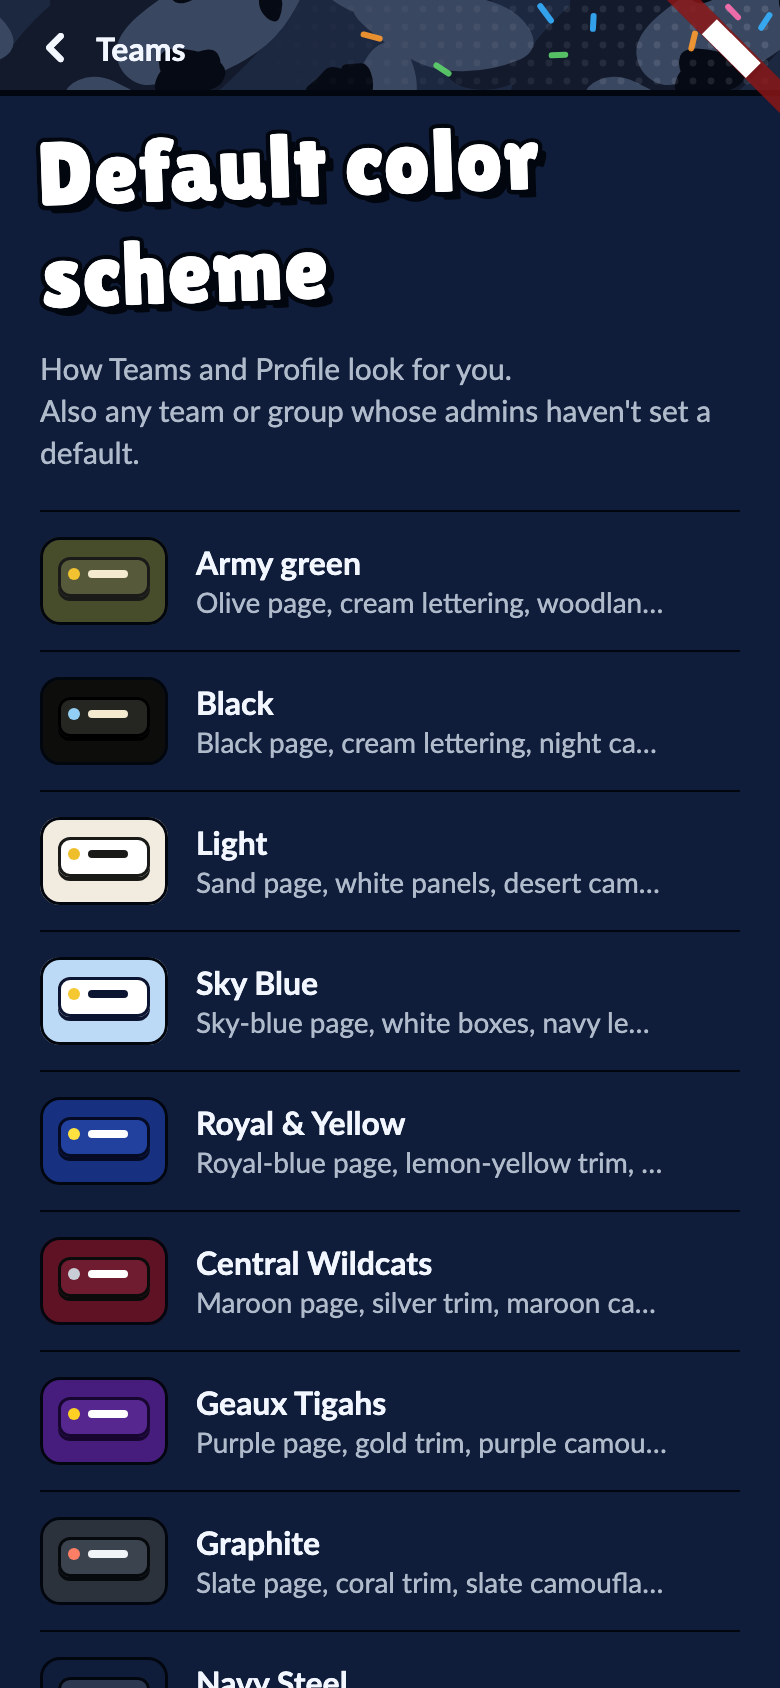 Teams
Default color
scheme
How Teams and Profile look for you.
Also any team or group whose admins haven't set a
default.
Army green
Olive page, cream lettering, woodlan...
Black
Black page, cream lettering, night ca...
Light
Sand page, white panels, desert cam...
Sky Blue
Sky-blue page, white boxes, navy le...
Royal & Yellow
Royal-blue page, lemon-yellow trim, ...
Central Wildcats
Maroon page, silver trim, maroon ca...
Geaux Tigahs
Purple page, gold trim, purple camou...
Graphite
Slate page, coral trim, slate camoufla...
Navy Steel